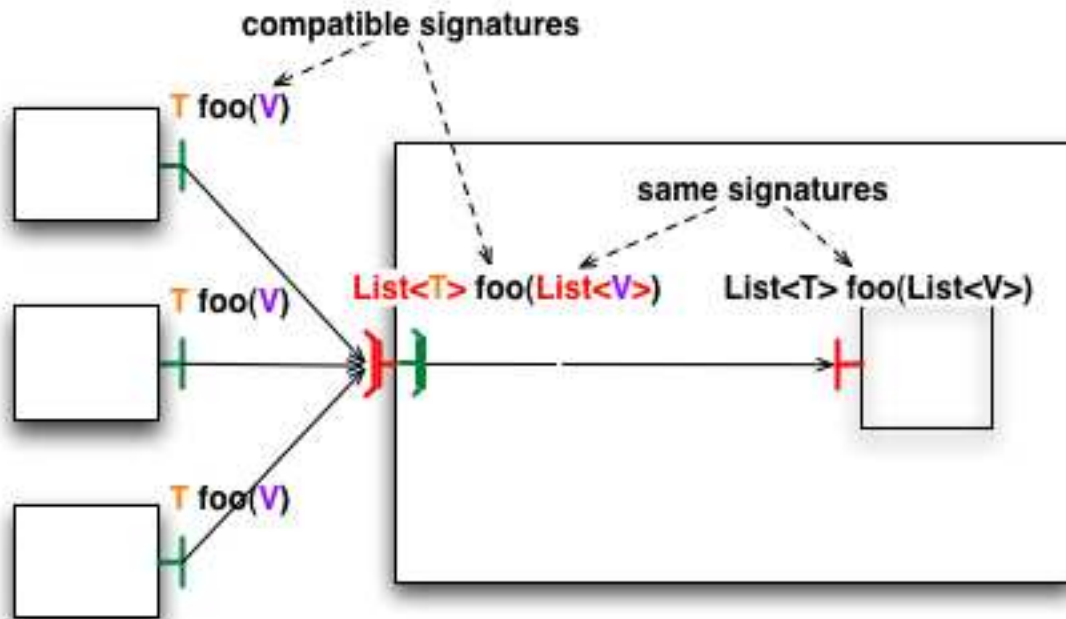 compatible signatures
T foo(V)
same signatures
List<T> foo(List<V>)
List<T> foo(List<V>)
T foo(V)
T foo(V)